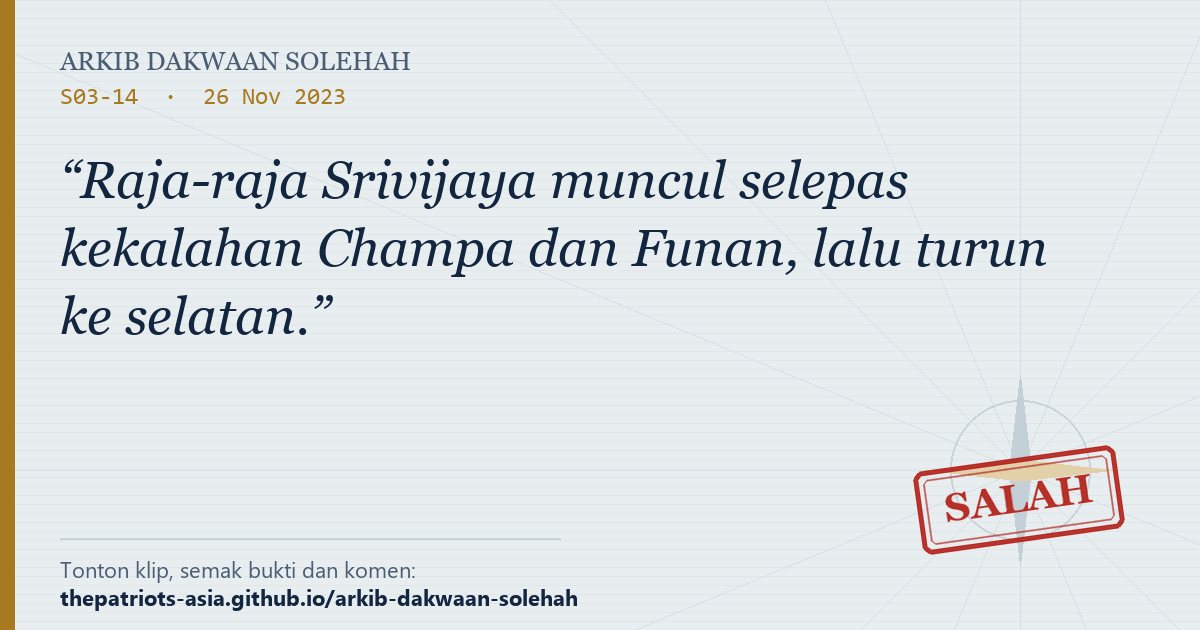 ARKIB DAKWAAN SOLEHAH
S03-14 · 26 Nov 2023
“Raja-raja Srivijaya muncul selepas
kekalahan Champa dan Funan, lalu turun
ke selatan.”
SALAH
Tonton klip, semak bukti dan komen:
thepatriots-asia.github.io/arkib-dakwaan-solehah